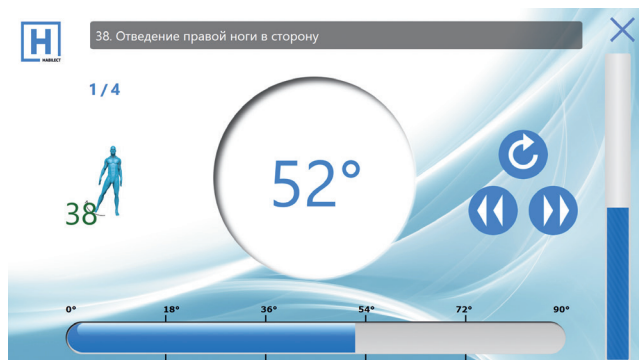 38. Отведение правой ноги в сторону
HABILECT
1/4
52°
38
0° 18° 36° 54° 72° 90°